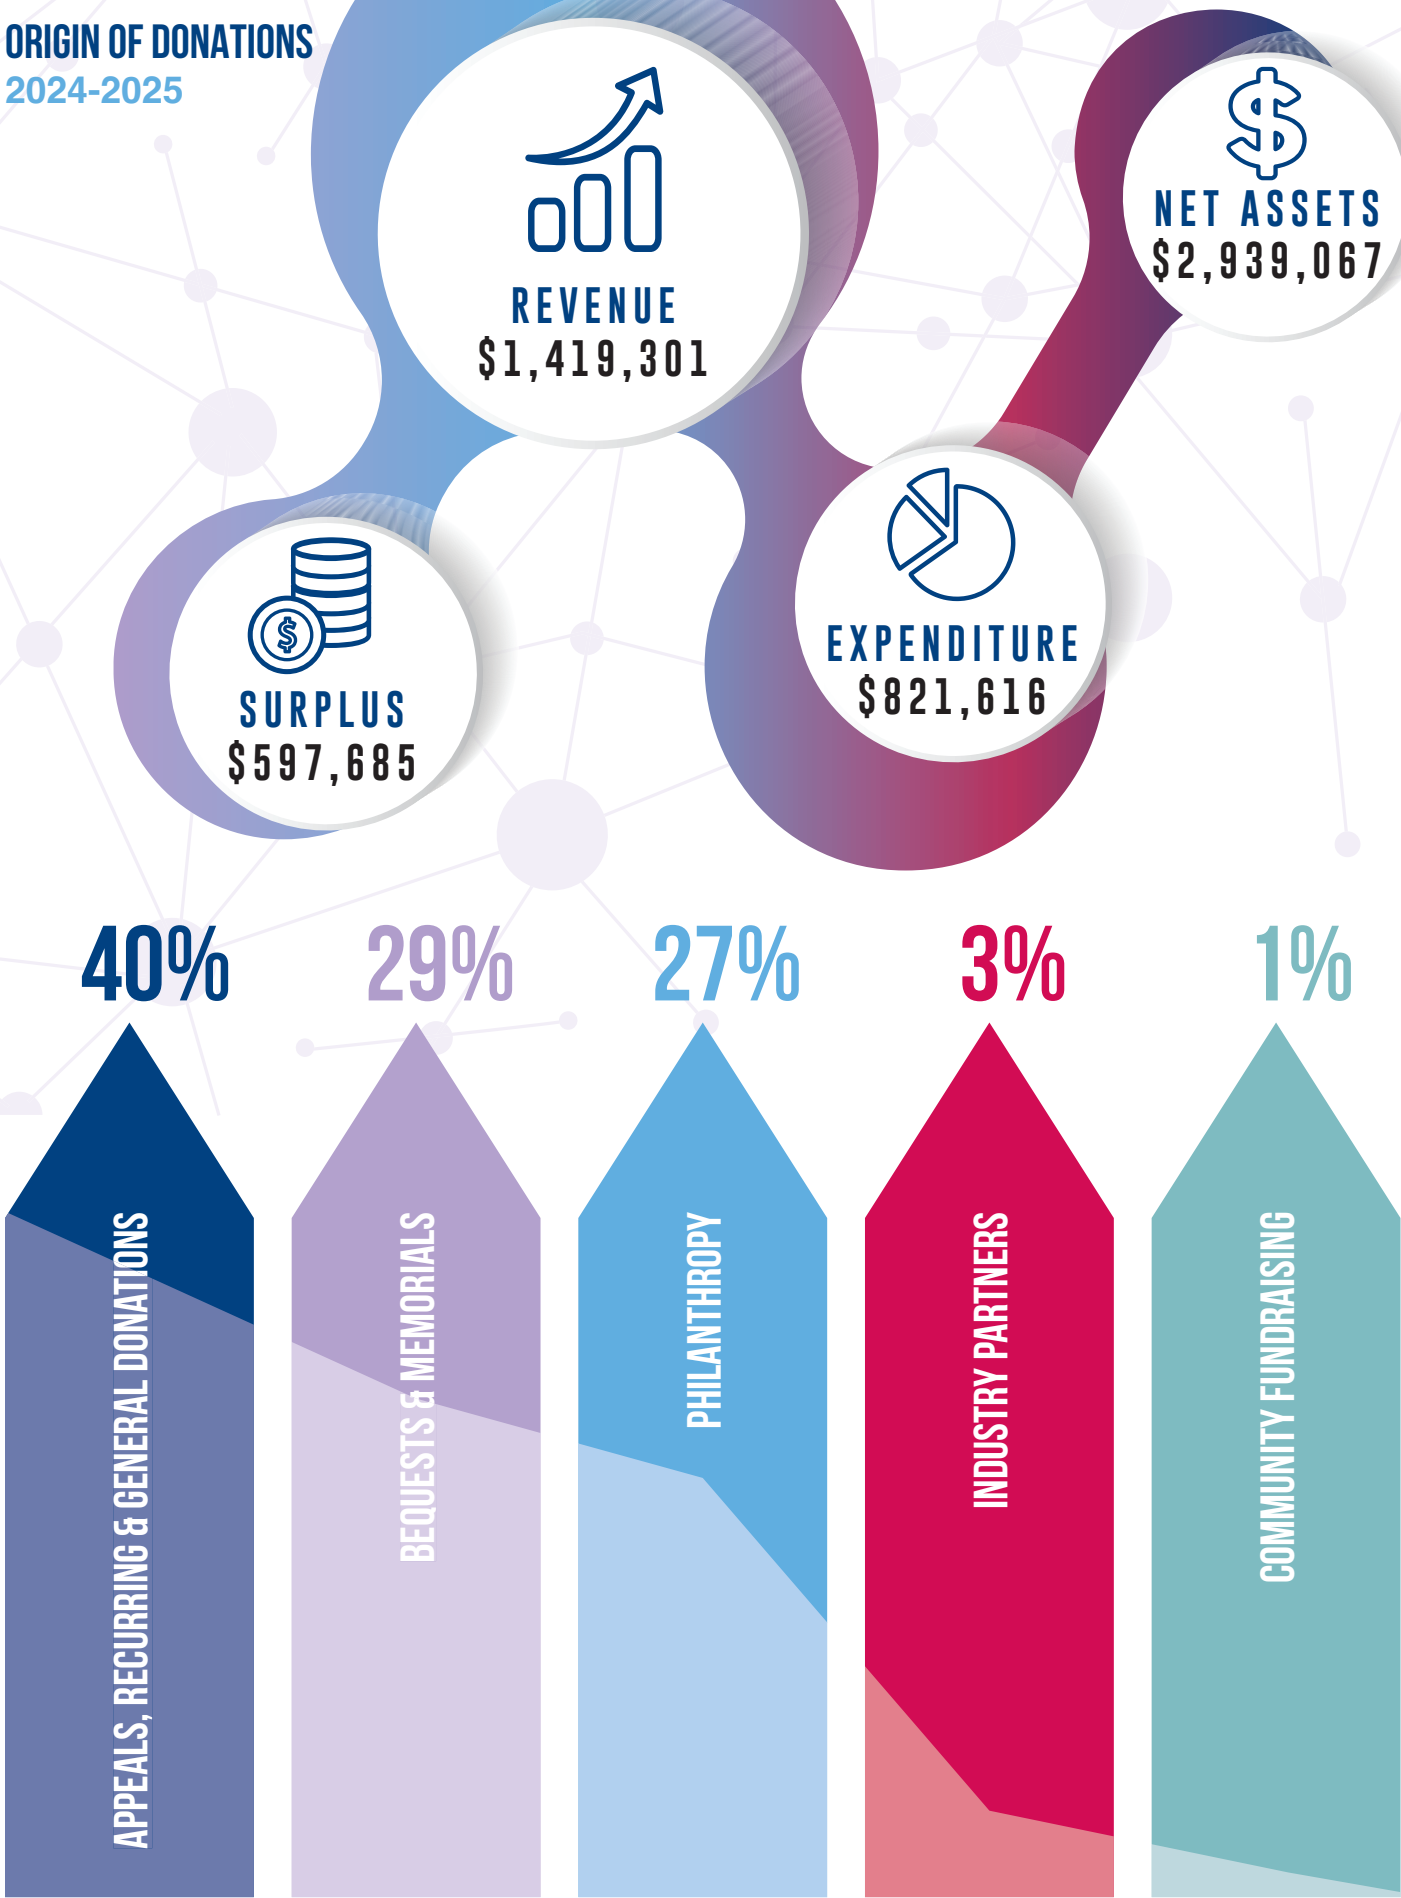 ORIGIN OF DONATIONS
2024-2025
REVENUE
$1,419,301
NET ASSETS
$2,939,067
SURPLUS
$597,685
$
EXPENDITURE
$821,616
40%
29%
27%
3%
1%
APPEALS, RECURRING & GENERAL DONATIONS
BEQUESTS & MEMORIALS
PHILANTHROPY
INDUSTRY PARTNERS
COMMUNITY FUNDRAISING